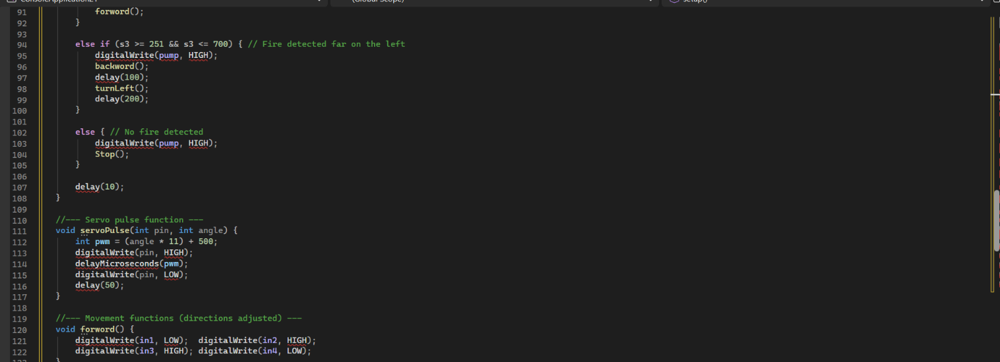 ConsoleApplication21 (Global Scope) setup()
91 forword();
92 }
93
94 else if (s3 >= 251 && s3 <= 700) { // Fire detected far on the left
95 digitalWrite(pump, HIGH);
96 backword();
97 delay(100);
98 turnLeft();
99 delay(200);
100 }
101
102 else { // No fire detected
103 digitalWrite(pump, HIGH);
104 Stop();
105 }
106
107 delay(10);
108 }
109
110 //--- Servo pulse function ---
111 void servoPulse(int pin, int angle) {
112 int pwm = (angle * 11) + 500;
113 digitalWrite(pin, HIGH);
114 delayMicroseconds(pwm);
115 digitalWrite(pin, LOW);
116 delay(50);
117 }
118
119 //--- Movement functions (directions adjusted) ---
120 void forword() {
121 digitalWrite(in1, LOW); digitalWrite(in2, HIGH);
122 digitalWrite(in3, HIGH); digitalWrite(in4, LOW);
123 }